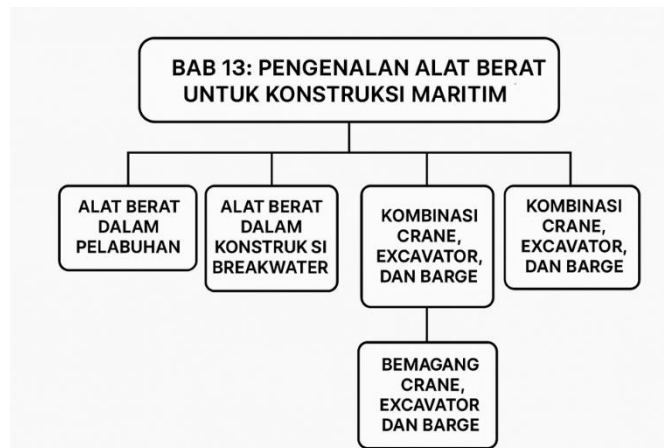 BAB 13: PENGENALAN ALAT BERAT
UNTUK KONSTRUKSI MARITIM
ALAT BERAT
DALAM
PELABUHAN
ALAT BERAT
DALAM
KONSTRUK SI
BREAKWATER
KOMBINASI
CRANE,
EXCAVATOR,
DAN BARGE
KOMBINASI
CRANE,
EXCAVATOR,
DAN BARGE
BEMAGANG
CRANE,
EXCAVATOR
DAN BARGE